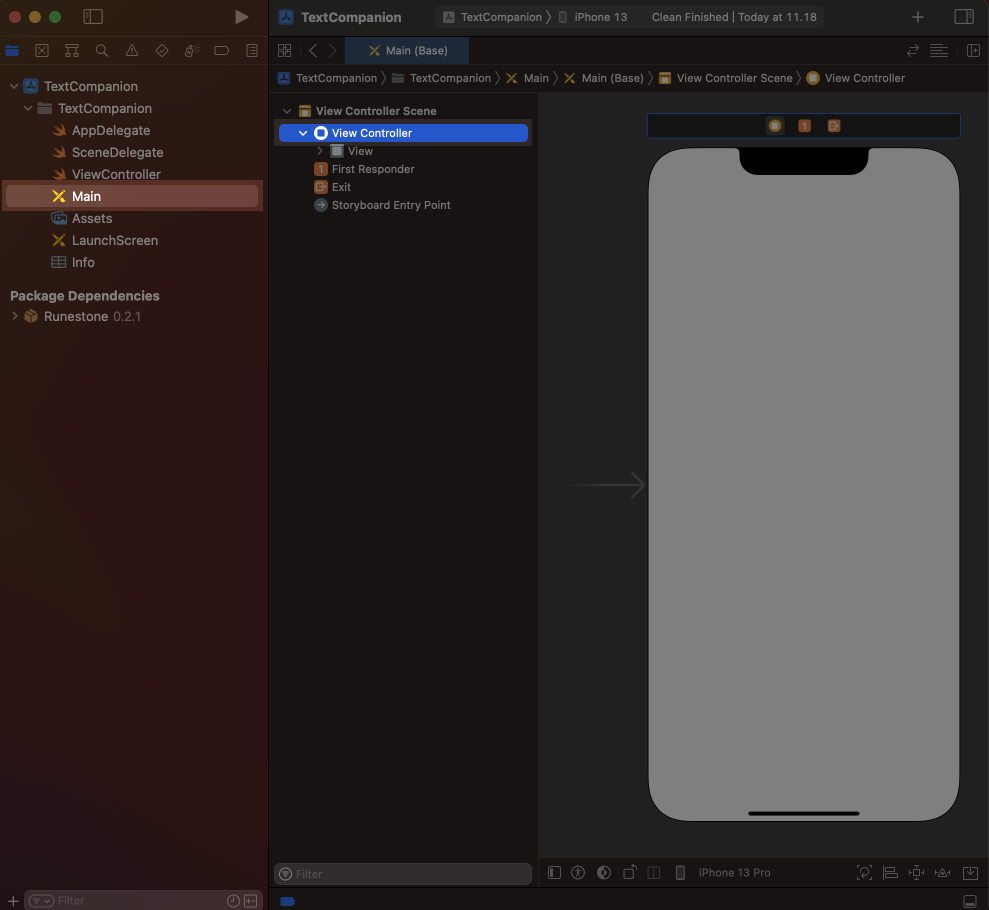 TextCompanion
TextCompanion
AppDelegate
SceneDelegate
ViewController
Main
Assets
LaunchScreen
Info
Package Dependencies
Runestone 0.2.1
Filter
TextCompanion
TextCompanion 〉 iPhone 13
Clean Finished | Today at 11.18
Main (Base)
TextCompanion 〉 TextCompanion 〉 Main 〉 Main (Base) 〉 View Controller Scene 〉 View Controller
View Controller Scene
View Controller
View
1 First Responder
Exit
Storyboard Entry Point
Filter
1
iPhone 13 Pro